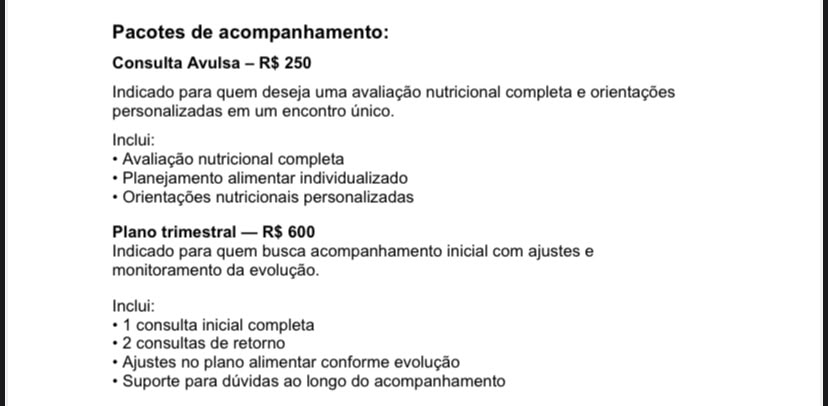 Pacotes de acompanhamento:
Consulta Avulsa – R$ 250
Indicado para quem deseja uma avaliação nutricional completa e orientações
personalizadas em um encontro único.
Inclui:
• Avaliação nutricional completa
• Planejamento alimentar individualizado
• Orientações nutricionais personalizadas
Plano trimestral — R$ 600
Indicado para quem busca acompanhamento inicial com ajustes e
monitoramento da evolução.
Inclui:
• 1 consulta inicial completa
• 2 consultas de retorno
• Ajustes no plano alimentar conforme evolução
• Suporte para dúvidas ao longo do acompanhamento